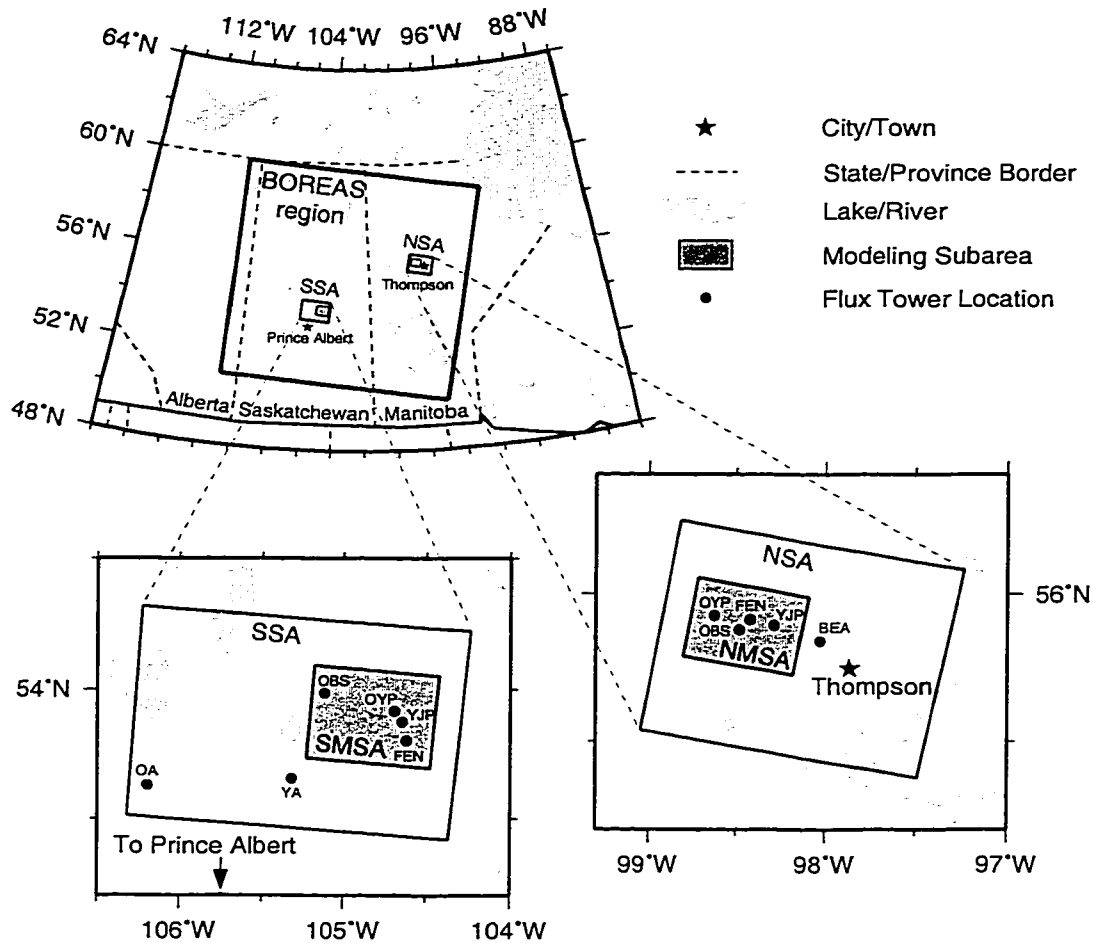 112°W 104°W 96°W 88°W
64°N
60°N
56°N
52°N
48°N
BOREAS
region
NSA
Thompson
SSA
Prince Albert
Alberta Saskatchewan Manitoba
City/Town
State/Province Border
Lake/River
Modeling Subarea
Flux Tower Location
SSA
54°N
OBS
OYP
YJP
SMSA
FEN
OA
YA
To Prince Albert
106°W 105°W 104°W
NSA
56°N
OYP FEN YJP
OBS
NMSA
BEA
Thompson
99°W 98°W 97°W